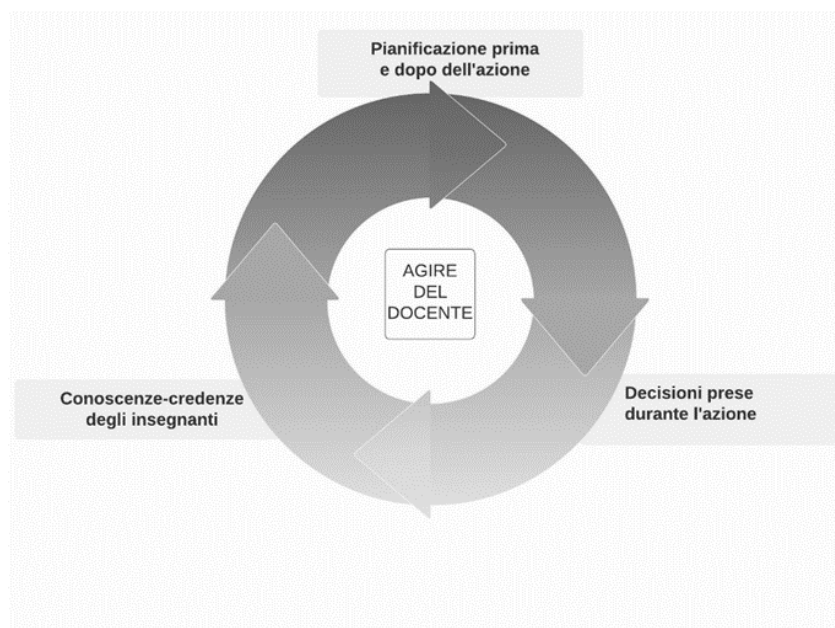 Pianificazione prima
e dopo dell'azione
AGIRE
DEL
DOCENTE
Conoscenze-credenze
degli insegnanti
Decisioni prese
durante l'azione